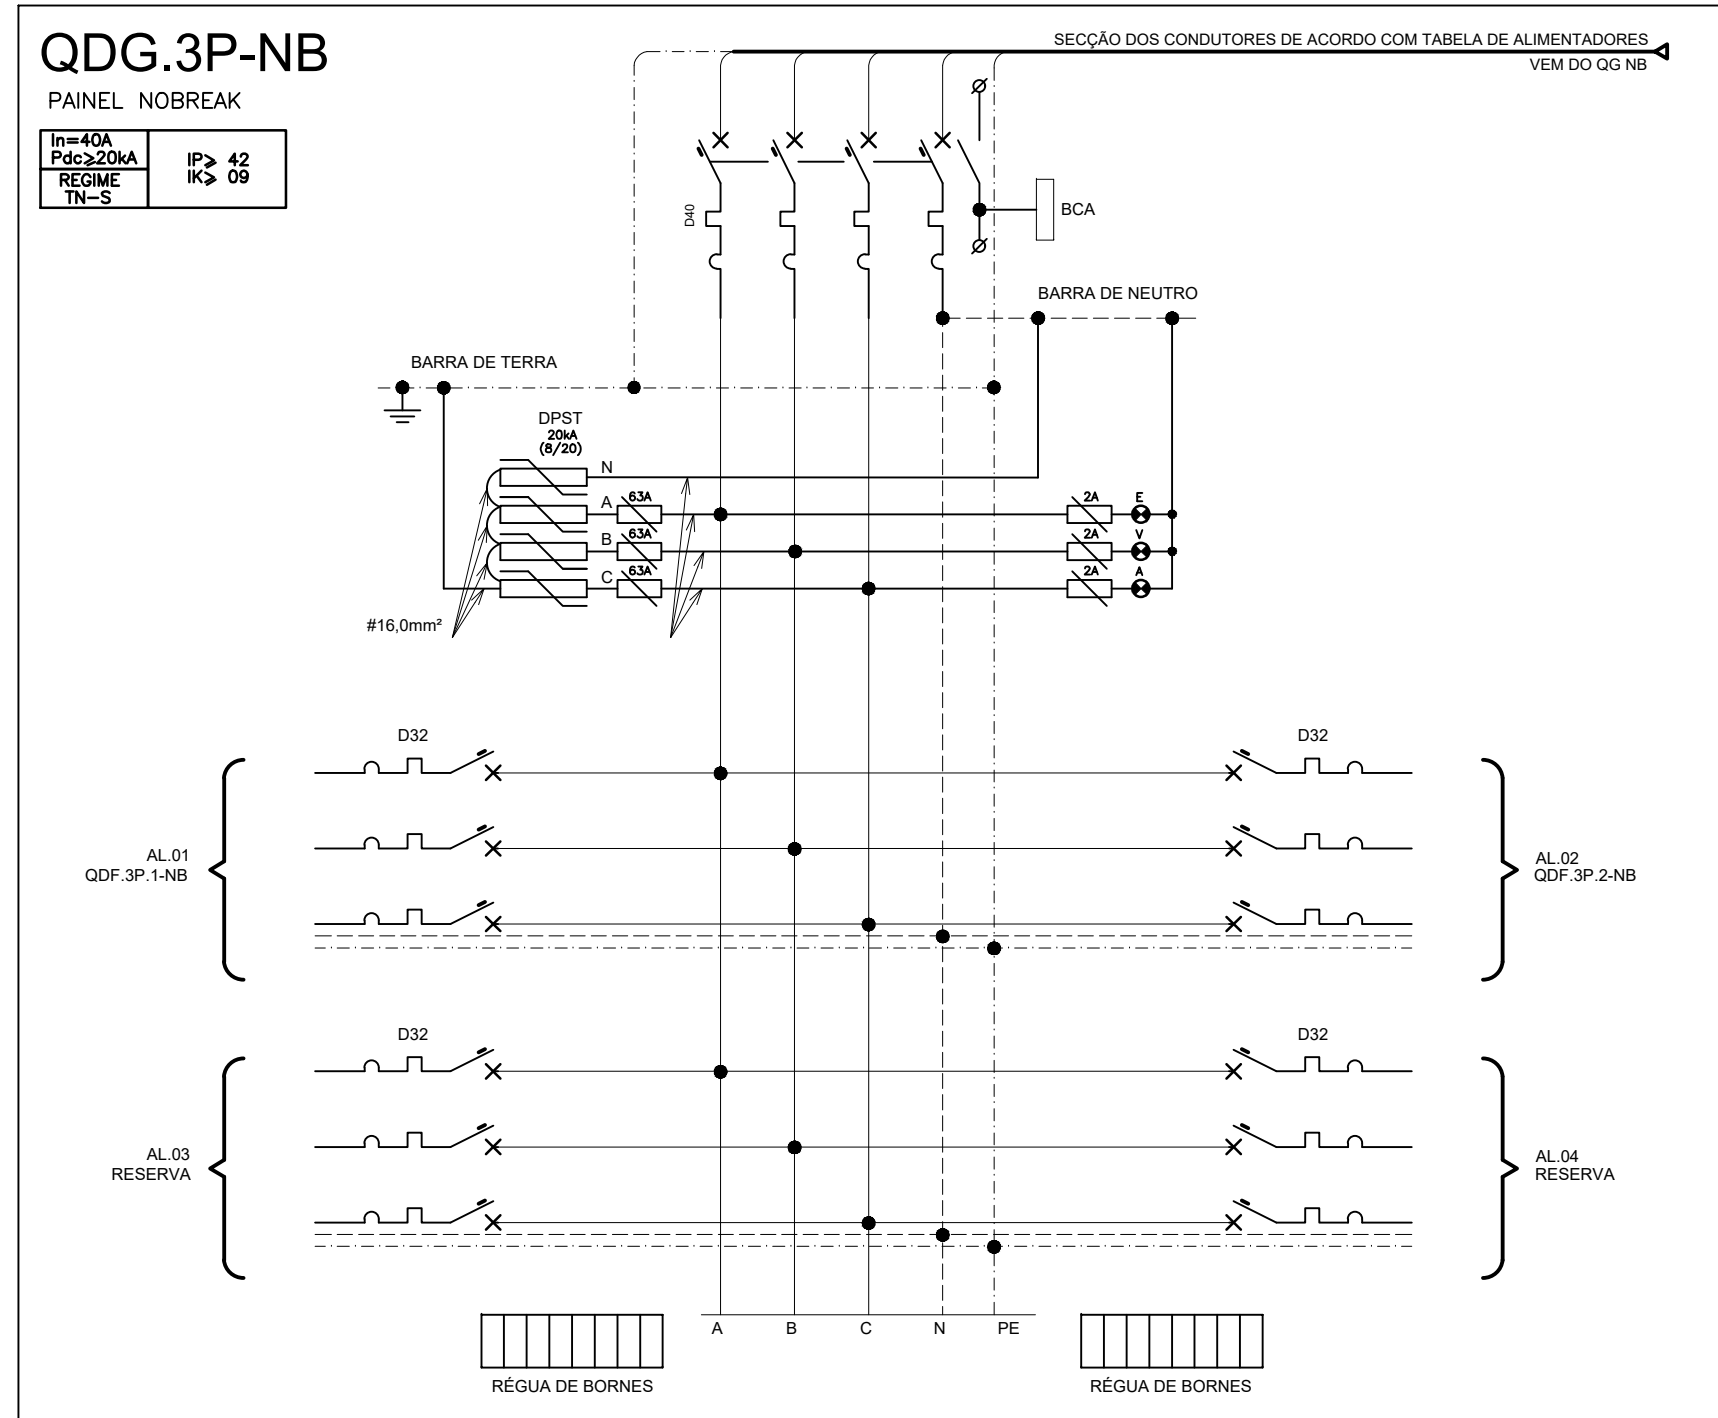 QDG.3P-NB
PAINEL NOBREAK
In=40A
Pdc≥20kA
REGIME
TN-S
IP≥ 42
IK≥ 09
SECÇÃO DOS CONDUTORES DE ACORDO COM TABELA DE ALIMENTADORES
VEM DO QG NB
D40
BCA
BARRA DE NEUTRO
BARRA DE TERRA
DPST
20kA
(8/20)
N
A 63A 2A E
B 63A 2A V
C 63A 2A A
#16,0mm²
D32
D32
AL.01
QDF.3P.1-NB
AL.02
QDF.3P.2-NB
D32
D32
AL.03
RESERVA
AL.04
RESERVA
A B C N PE
RÉGUA DE BORNES
RÉGUA DE BORNES